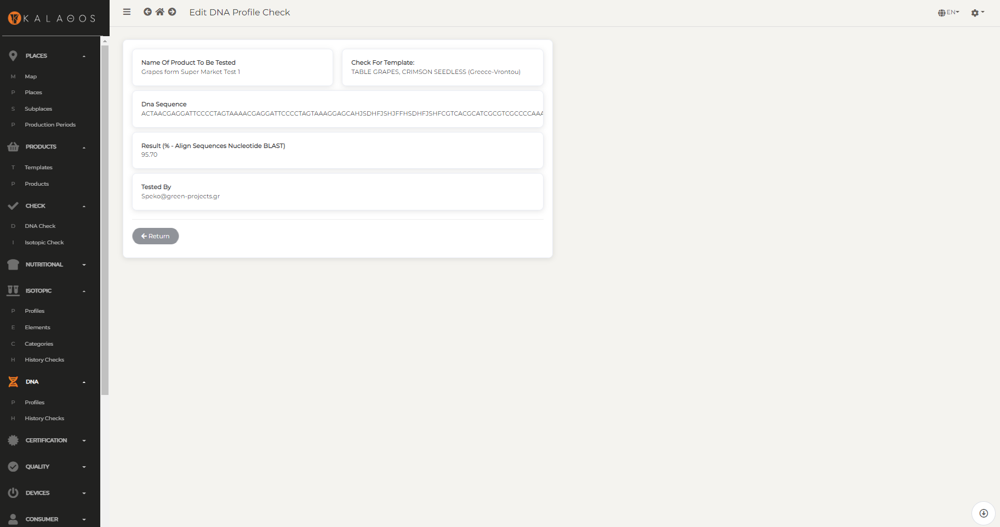 KALAΘOS
Edit DNA Profile Check
EN
PLACES
M Map
P Places
S Subplaces
P Production Periods
PRODUCTS
T Templates
P Products
CHECK
D DNA Check
I Isotopic Check
NUTRITIONAL
ISOTOPIC
P Profiles
E Elements
C Categories
H History Checks
DNA
P Profiles
H History Checks
CERTIFICATION
QUALITY
DEVICES
CONSUMER
Name Of Product To Be Tested
Grapes form Super Market Test 1
Check For Template:
TABLE GRAPES, CRIMSON SEEDLESS (Greece-Vrontou)
Dna Sequence
ACTAACGAGGATTCCCCTAGTAAAACGAGGATTCCCCTAGTAAAGGAGCAHJSDHFJSHJFFHSDHFJSHFCGTCACGCATCGCGTCGCCCCAAA
Result (% - Align Sequences Nucleotide BLAST)
95.70
Tested By
Speko@green-projects.gr
Return